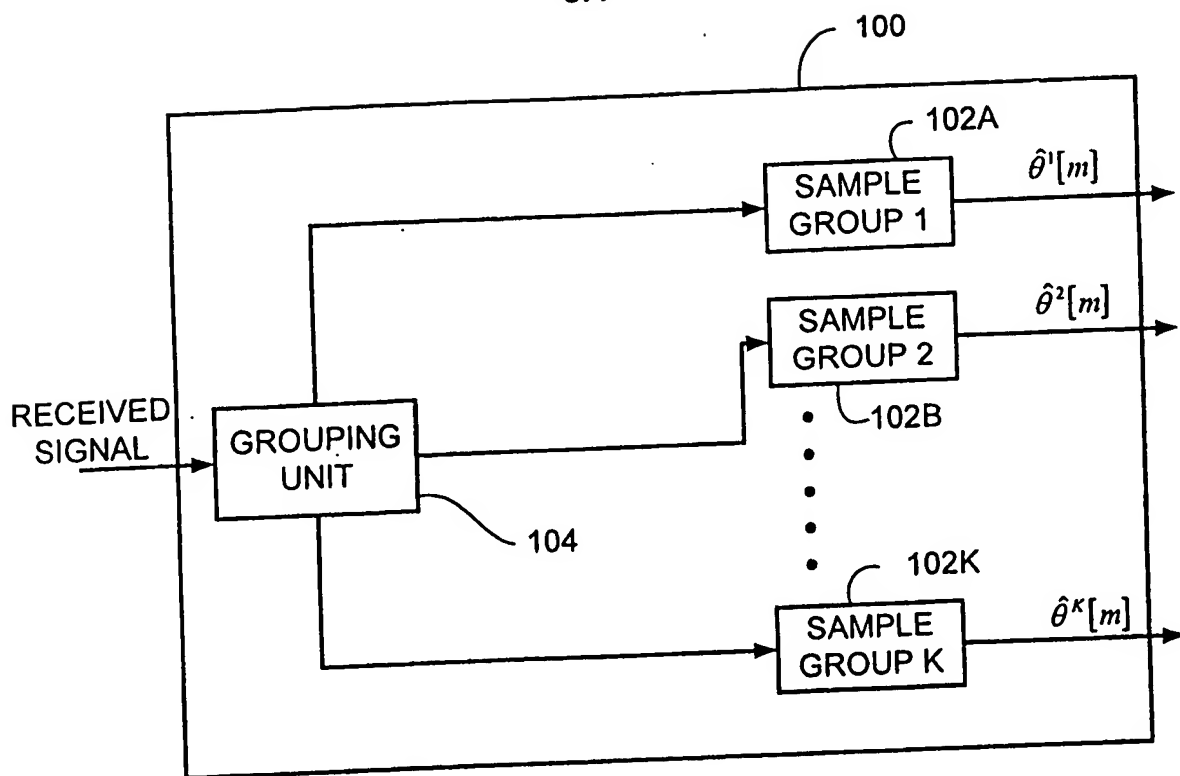 100
102A
SAMPLE
GROUP 1
θ̂¹[m]
SAMPLE
GROUP 2
θ̂²[m]
102B
RECEIVED
SIGNAL
GROUPING
UNIT
104
102K
SAMPLE
GROUP K
θ̂ᴷ[m]